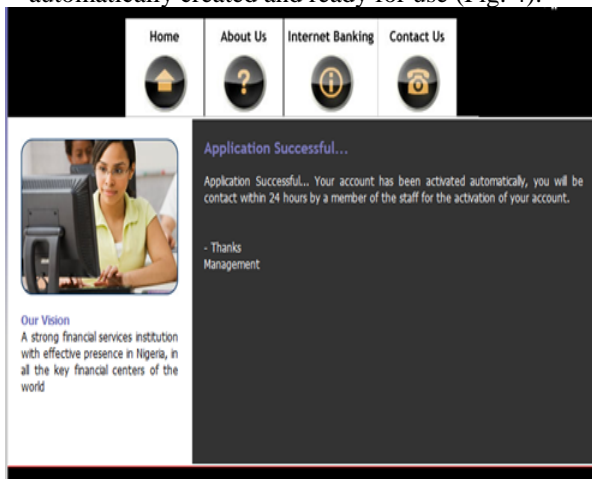 automatically created and ready for use (Fig. 4).
Home About Us Internet Banking Contact Us
Application Successful...
Application Successful... Your account has been activated automatically, you will be
contact within 24 hours by a member of the staff for the activation of your account.
- Thanks
Management
Our Vision
A strong financial services institution
with effective presence in Nigeria, in
all the key financial centers of the
world